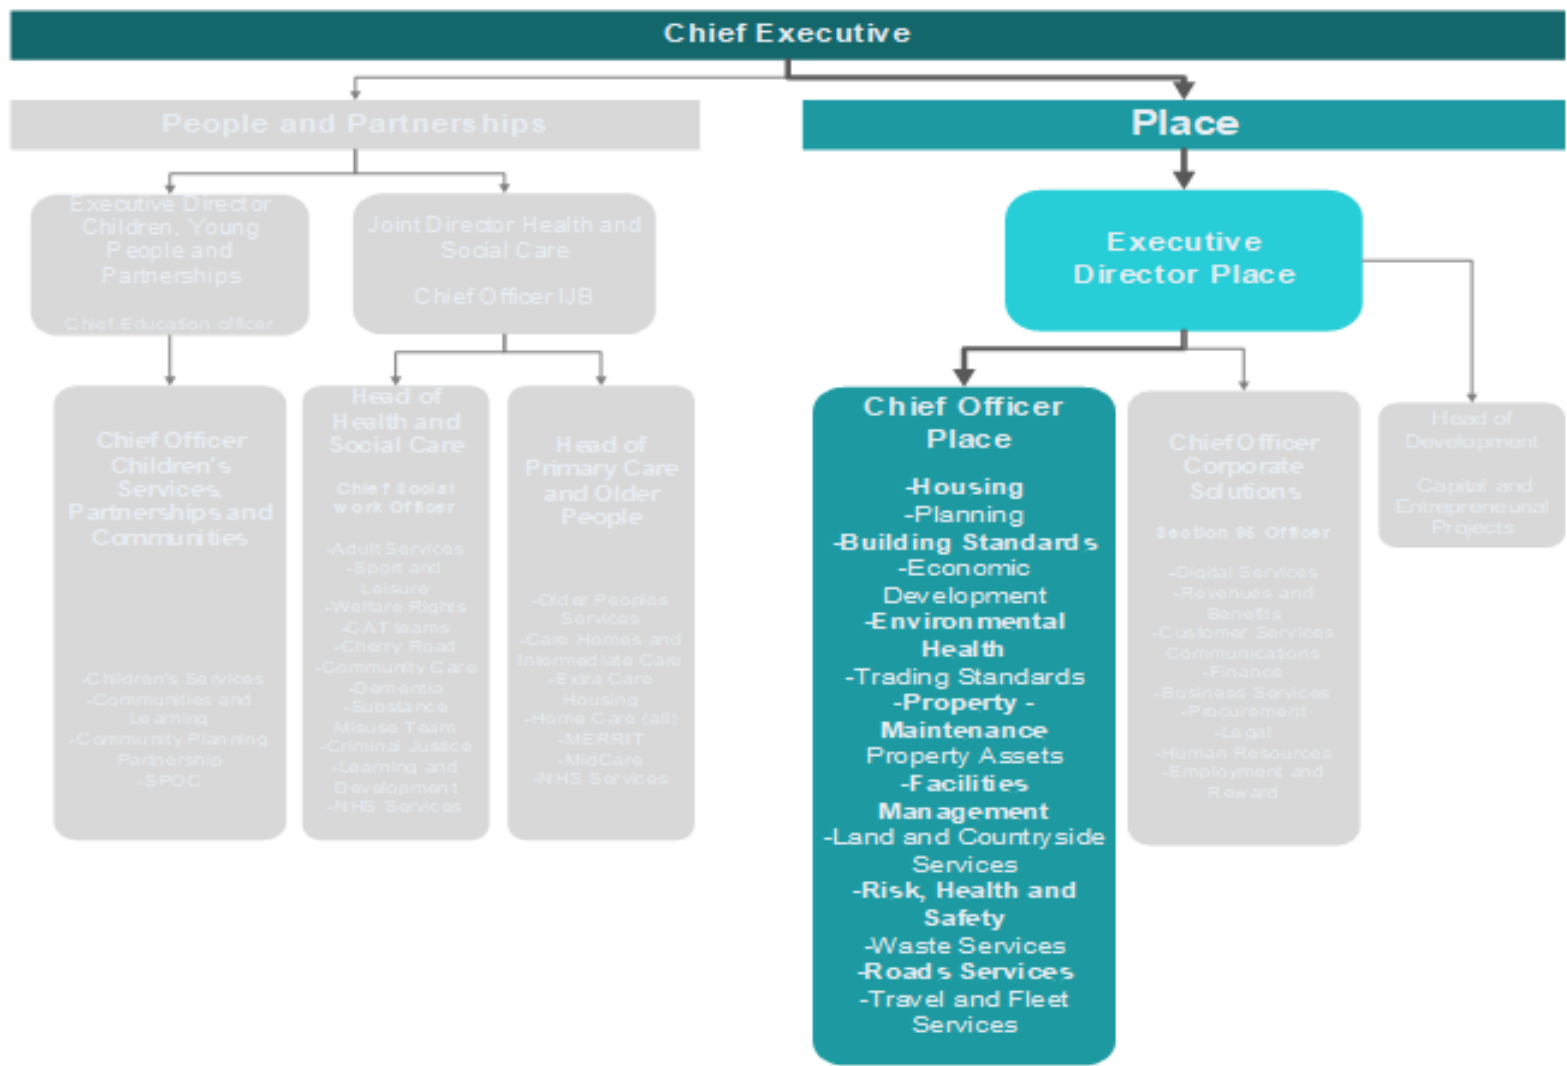 Chief Executive
People and Partnerships
Place
Executive Director
Children, Young
People and
Partnerships
Chief Education officer
Joint Director Health and
Social Care
Chief Officer IJB
Executive
Director Place
Chief Officer
Children's
Services,
Partnerships and
Communities
-Children's Services
-Communities and
Learning
-Community Planning
Partnership
-SPOC
Head of
Health and
Social Care
Chief Social
work Officer
-Adult Services
-Sport and
Leisure
-Welfare Rights
-CAT teams
-Cherry Road
-Community Care
-Dementia
-Substance
Misuse Team
-Criminal Justice
-Learning and
Development
-NHS Services
Head of
Primary Care
and Older
People
-Older Peoples
Services
-Care Homes and
Intermediate Care
-Extra Care
Housing
-Home Care (all)
-MERRIT
-MidCare
-NHS Services
Chief Officer
Place
-Housing
-Planning
-Building Standards
-Economic
Development
-Environmental
Health
-Trading Standards
-Property -
Maintenance
Property Assets
-Facilities
Management
-Land and Countryside
Services
-Risk, Health and
Safety
-Waste Services
-Roads Services
-Travel and Fleet
Services
Chief Officer
Corporate
Solutions
Section 95 Officer
-Digital Services
-Revenues and
Benefits
-Customer Services
Communications
-Finance
-Business Services
-Procurement
-Legal
-Human Resources
-Employment and
Reward
Head of
Development
Capital and
Entrepreneurial
Projects